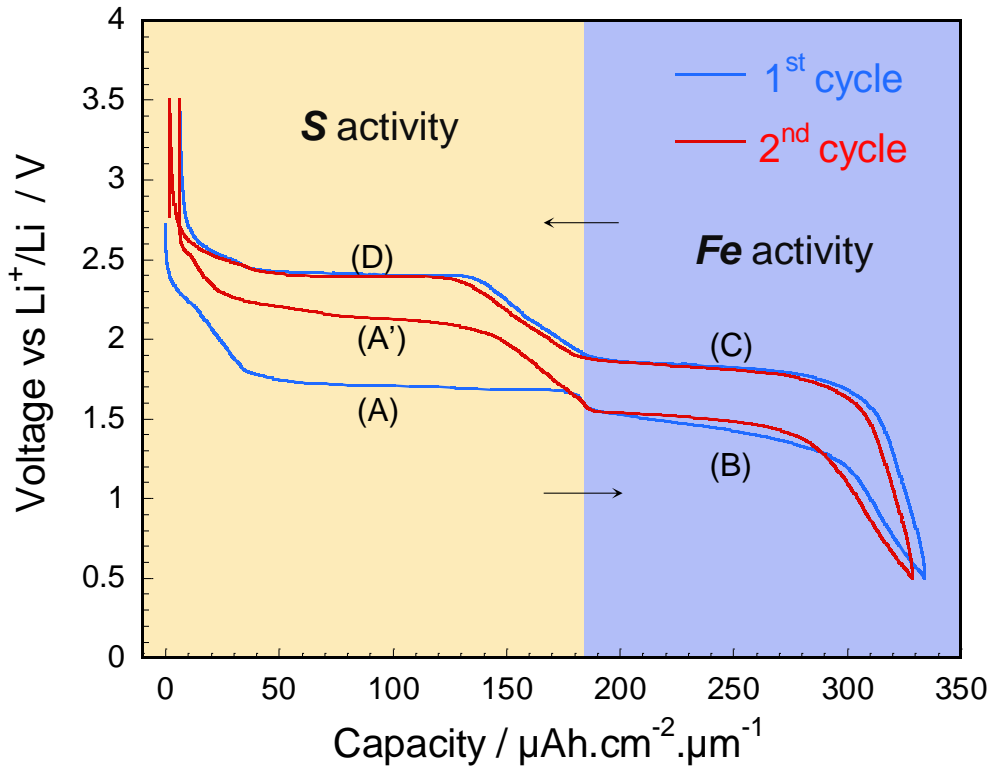 4
3.5
3
2.5
2
1.5
1
0.5
0
Voltage vs Li⁺/Li / V
1ˢᵗ cycle
2ⁿᵈ cycle
S activity
Fe activity
(D)
(A')
(A)
(C)
(B)
0 50 100 150 200 250 300 350
Capacity / µAh.cm⁻².µm⁻¹